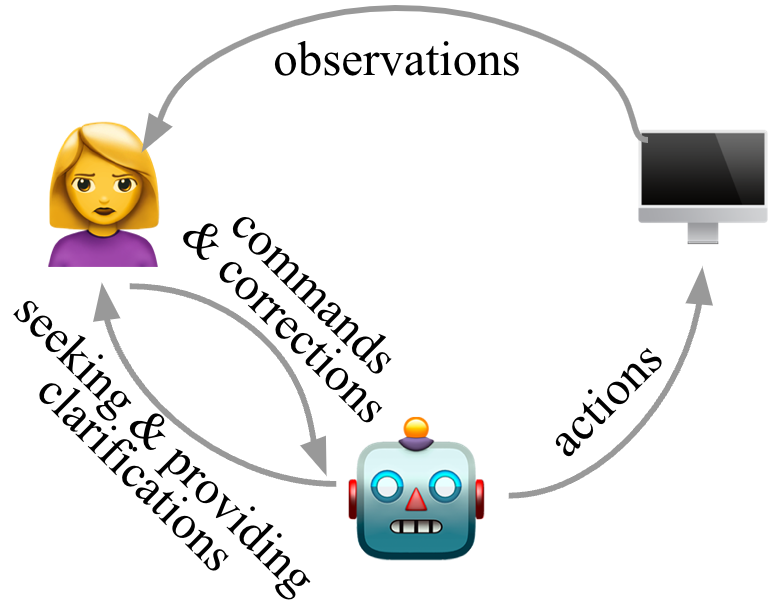 observations
commands
& corrections
seeking & providing
clarifications
actions